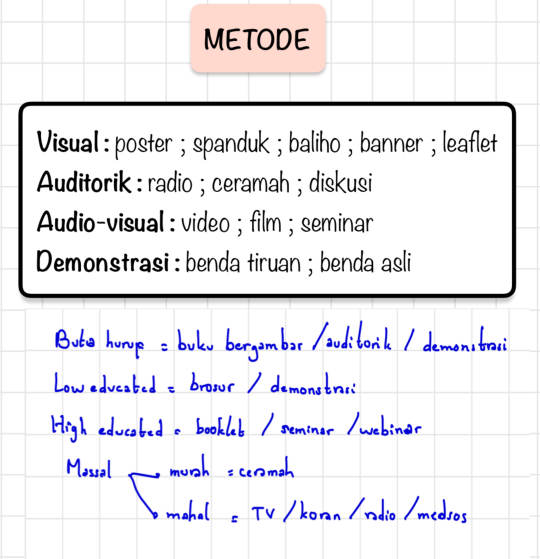 METODE
Visual : poster ; spanduk ; baliho ; banner ; leaflet
Auditorik : radio ; ceramah ; diskusi
Audio-visual : video ; film ; seminar
Demonstrasi : benda tiruan ; benda asli
Buta hurup = buku bergambar / auditorik / demonstrasi
Low educated = brosur / demonstrasi
High educated = booklet / seminar / webinar
Massal murah = ceramah
mahal = TV / koran / radio / medsos